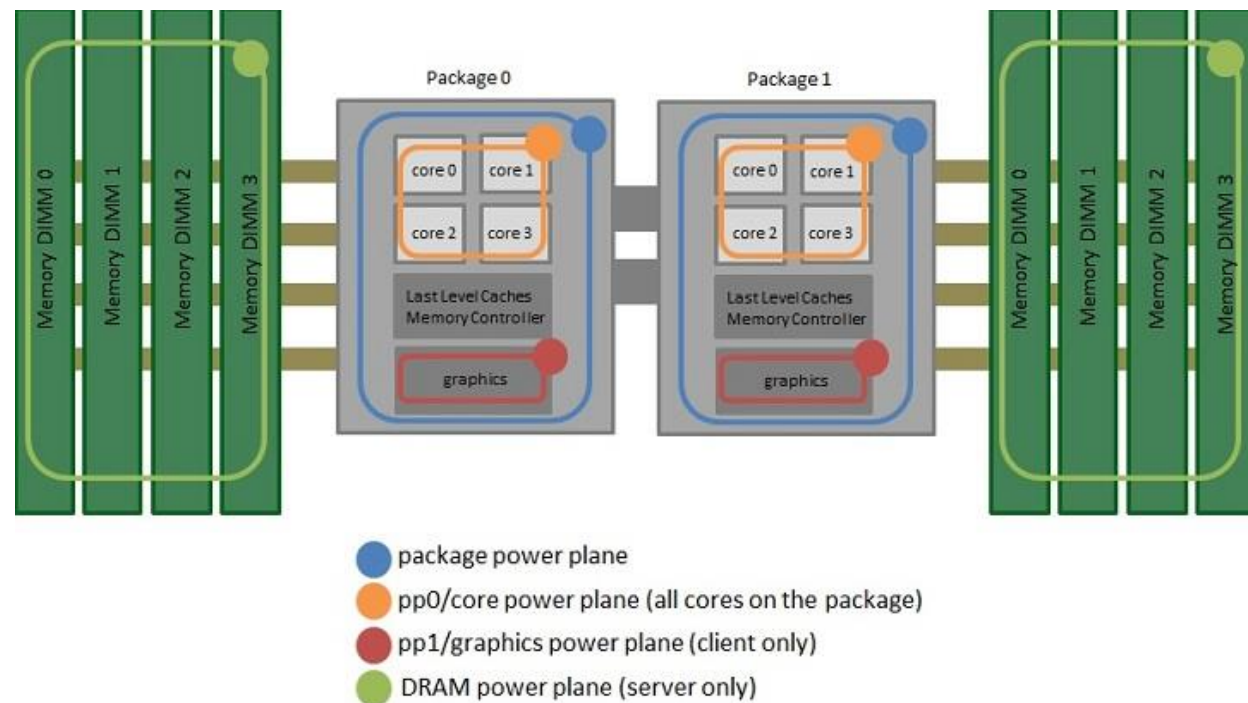 Package 0
Package 1
Memory DIMM 0
Memory DIMM 1
Memory DIMM 2
Memory DIMM 3
core 0
core 1
core 2
core 3
Last Level Caches
Memory Controller
graphics
core 0
core 1
core 2
core 3
Last Level Caches
Memory Controller
graphics
Memory DIMM 0
Memory DIMM 1
Memory DIMM 2
Memory DIMM 3
package power plane
pp0/core power plane (all cores on the package)
pp1/graphics power plane (client only)
DRAM power plane (server only)